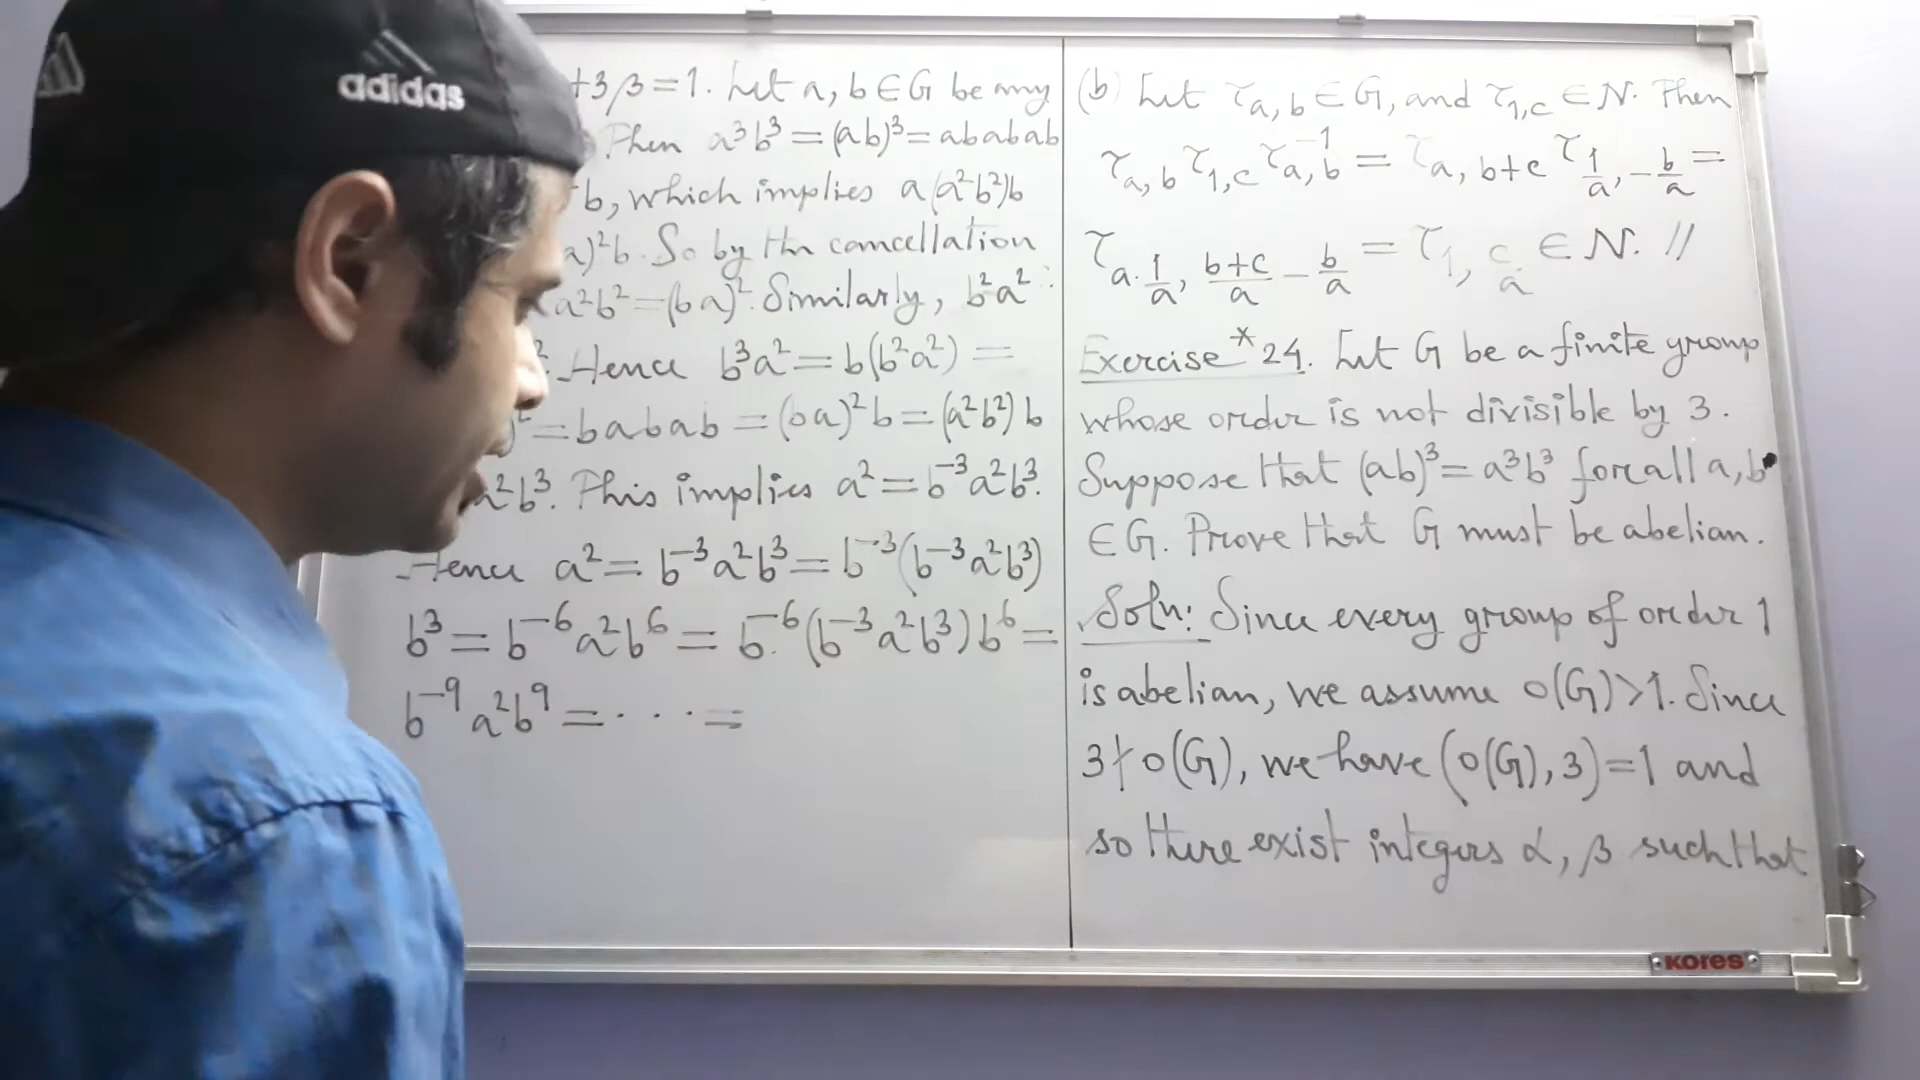 adidas
+3β=1. Let a, b ∈ G be any
Then a³b³ = (ab)³ = ababab
b, which implies a(a²b²)b
a)²b. So by the cancellation
a²b² = (ba)². Similarly, b²a²
². Hence b³a² = b(b²a²) =
)² = babab = (ba)²b = (a²b²)b
a²b³. This implies a² = b⁻³a²b³.
Hence a² = b⁻³a²b³ = b⁻³(b⁻³a²b³)
b³ = b⁻⁶a²b⁶ = b⁻⁶(b⁻³a²b³)b⁶ =
b⁻⁹a²b⁹ = · · · =
(b) Let τa,b ∈ G, and τ1,c ∈ N. Then
τa,b τ1,c τa,b⁻¹ = τa,b+c τ1/a,-b/a =
τa·1/a, b+c/a - b/a = τ1,c/a ∈ N. //
Exercise *24. Let G be a finite group
whose order is not divisible by 3.
Suppose that (ab)³ = a³b³ for all a, b
∈ G. Prove that G must be abelian.
Soln: Since every group of order 1
is abelian, we assume o(G)>1. Since
3∤o(G), we have (o(G),3)=1 and
so there exist integers α, β such that
KORES